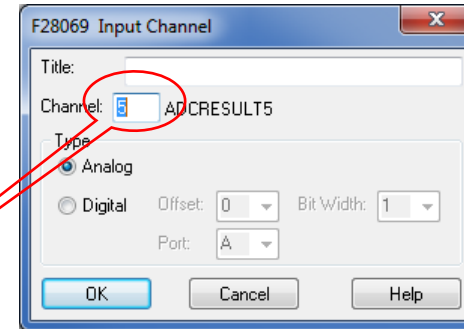 F28069 Input Channel
Title:
Channel: 5 ADCRESULT5
Type
Analog
Digital Offset: 0 Bit Width: 1
Port: A
OK Cancel Help